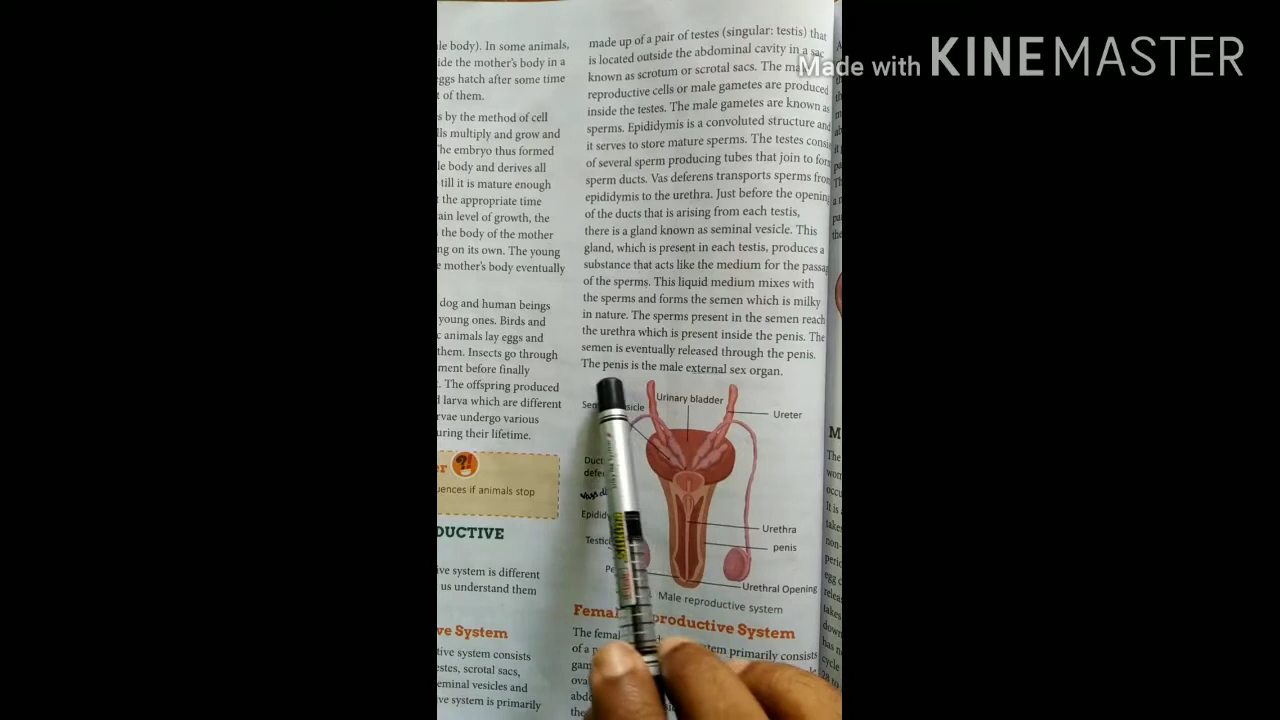 Made with KINEMASTER
le body). In some animals,
ide the mother's body in a
ggs hatch after some time
t of them.
s by the method of cell
lls multiply and grow and
The embryo thus formed
le body and derives all
till it is mature enough
t the appropriate time
ain level of growth, the
the body of the mother
ng on its own. The young
e mother's body eventually
dog and human beings
young ones. Birds and
c animals lay eggs and
them. Insects go through
ment before finally
. The offspring produced
d larva which are different
rvae undergo various
uring their lifetime.
er ?!
uences if animals stop
DUCTIVE
ive system is different
us understand them
ve System
tive system consists
estes, scrotal sacs,
eminal vesicles and
ve system is primarily
made up of a pair of testes (singular: testis) that
is located outside the abdominal cavity in a sac
known as scrotum or scrotal sacs. The
reproductive cells or male gametes are produced
inside the testes. The male gametes are known as
sperms. Epididymis is a convoluted structure and
it serves to store mature sperms. The testes consis
of several sperm producing tubes that join to form
sperm ducts. Vas deferens transports sperms from
epididymis to the urethra. Just before the opening
of the ducts that is arising from each testis,
there is a gland known as seminal vesicle. This
gland, which is present in each testis, produces a
substance that acts like the medium for the passag
of the sperms. This liquid medium mixes with
the sperms and forms the semen which is milky
in nature. The sperms present in the semen reach
the urethra which is present inside the penis. The
semen is eventually released through the penis.
The penis is the male external sex organ.
Urinary bladder
Ureter
Duct
Urethra
penis
Urethral Opening
Male reproductive system
Fema productive System
The fema
tem primarily consists
of a